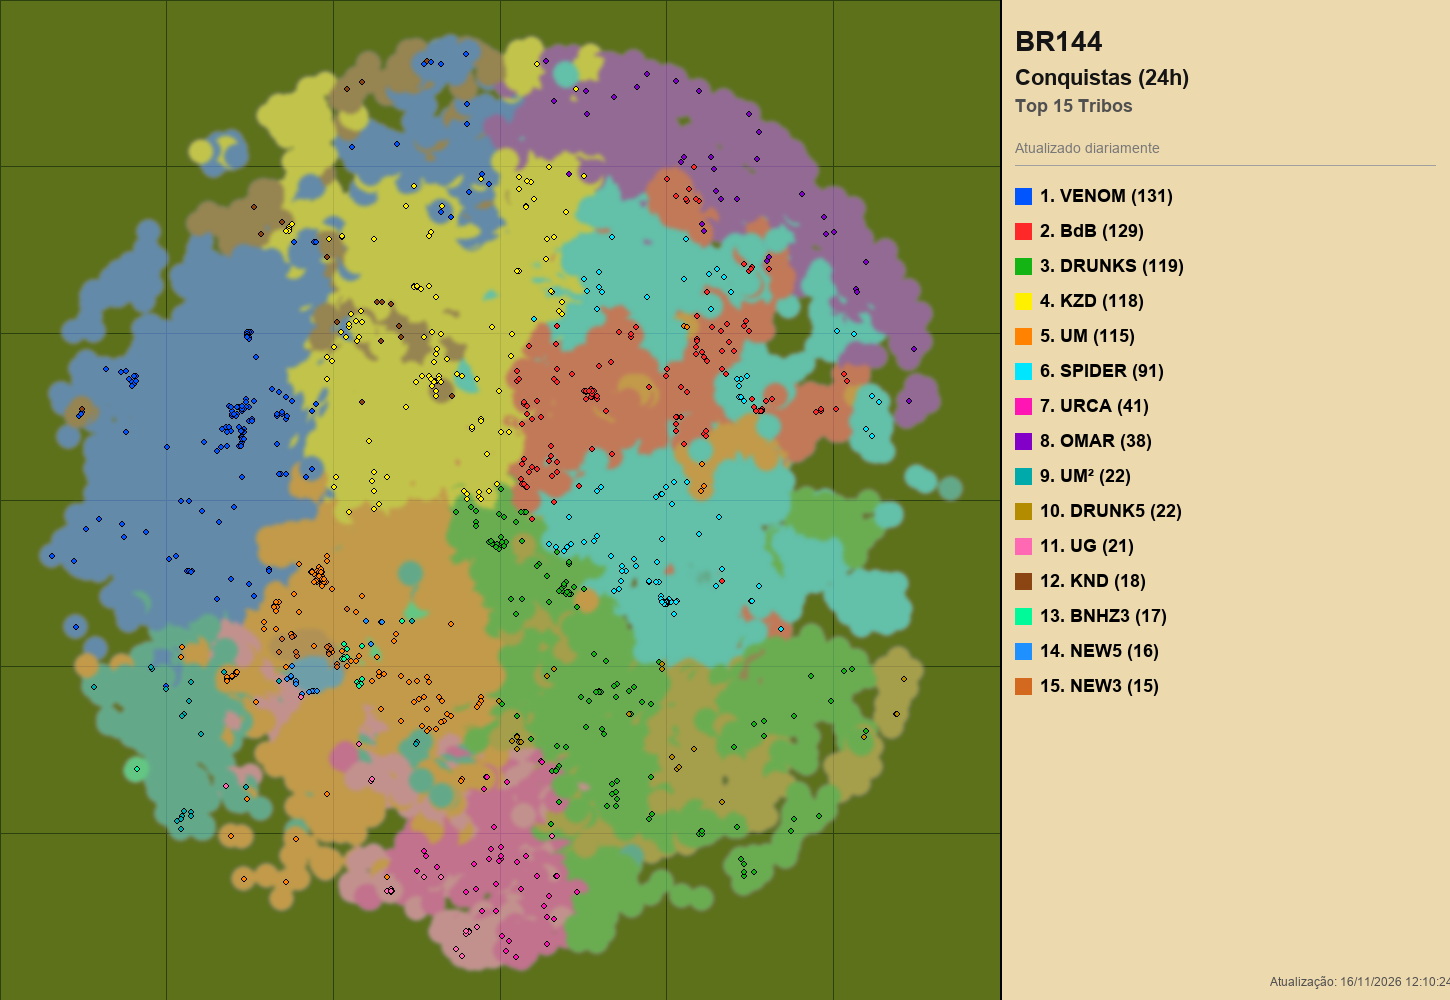 BR144
Conquistas (24h)
Top 15 Tribos
Atualizado diariamente
1. VENOM (131)
2. BdB (129)
3. DRUNKS (119)
4. KZD (118)
5. UM (115)
6. SPIDER (91)
7. URCA (41)
8. OMAR (38)
9. UM² (22)
10. DRUNK5 (22)
11. UG (21)
12. KND (18)
13. BNHZ3 (17)
14. NEW5 (16)
15. NEW3 (15)
Atualização: 16/11/2026 12:10:24